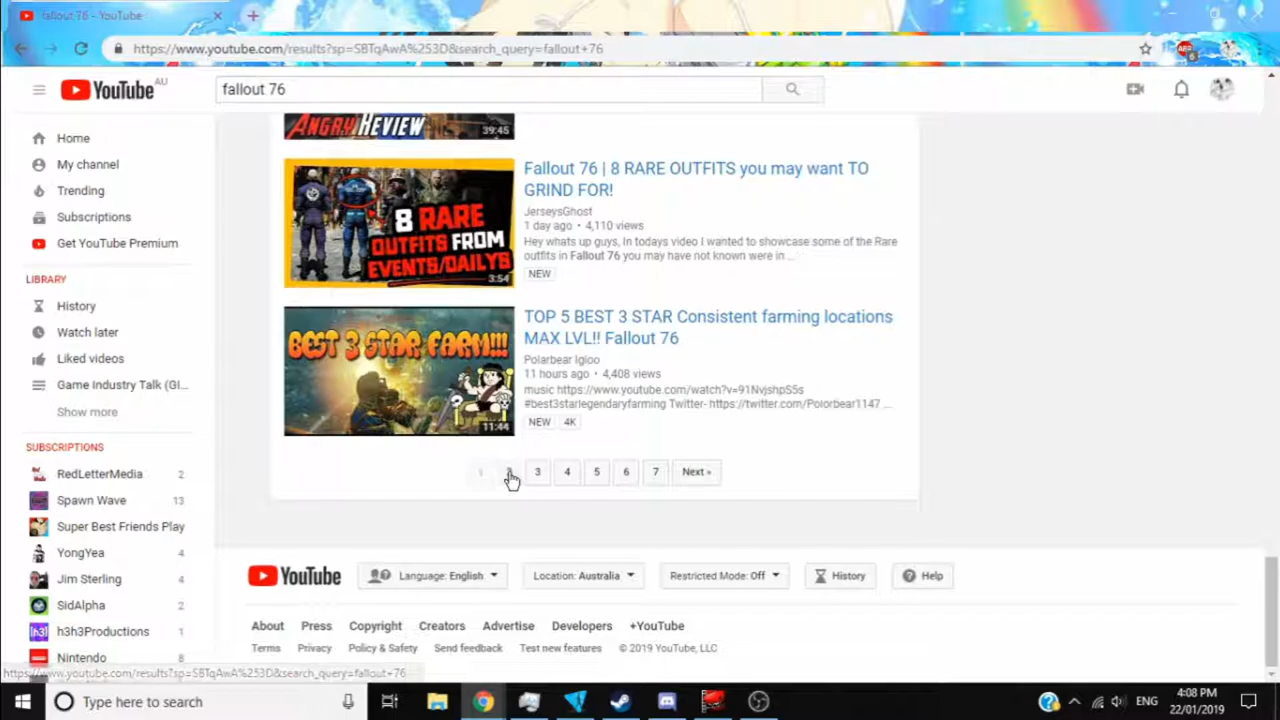 fallout 76 - YouTube
https://www.youtube.com/results?sp=SBTqAwA%253D&search_query=fallout+76
YouTube AU
fallout 76
Home
My channel
Trending
Subscriptions
Get YouTube Premium
LIBRARY
History
Watch later
Liked videos
Game Industry Talk (GI...
Show more
SUBSCRIPTIONS
RedLetterMedia 2
Spawn Wave 13
Super Best Friends Play
YongYea 4
Jim Sterling 4
SidAlpha 2
h3h3Productions 1
Nintendo 8
ANGRY REVIEW
39:45
8 RARE
OUTFITS FROM
EVENTS/DAILYS
3:54
Fallout 76 | 8 RARE OUTFITS you may want TO
GRIND FOR!
JerseysGhost
1 day ago • 4,110 views
Hey whats up guys, In todays video I wanted to showcase some of the Rare
outfits in Fallout 76 you may have not known were in...
NEW
BEST 3 STAR FARM!!!
11:44
TOP 5 BEST 3 STAR Consistent farming locations
MAX LVL!! Fallout 76
Polarbear Igloo
11 hours ago • 4,408 views
music https://www.youtube.com/watch?v=91NvjshpS5s
#best3starlegendaryfarming Twitter- https://twitter.com/Polorbear1147 ...
NEW 4K
1 2 3 4 5 6 7 Next »
YouTube Language: English Location: Australia Restricted Mode: Off History Help
About Press Copyright Creators Advertise Developers +YouTube
Terms Privacy Policy & Safety Send feedback Test new features © 2019 YouTube, LLC
https://www.youtube.com/results?sp=SBTqAwA%253D&search_query=fallout+76
Type here to search
ENG
4:08 PM
22/01/2019